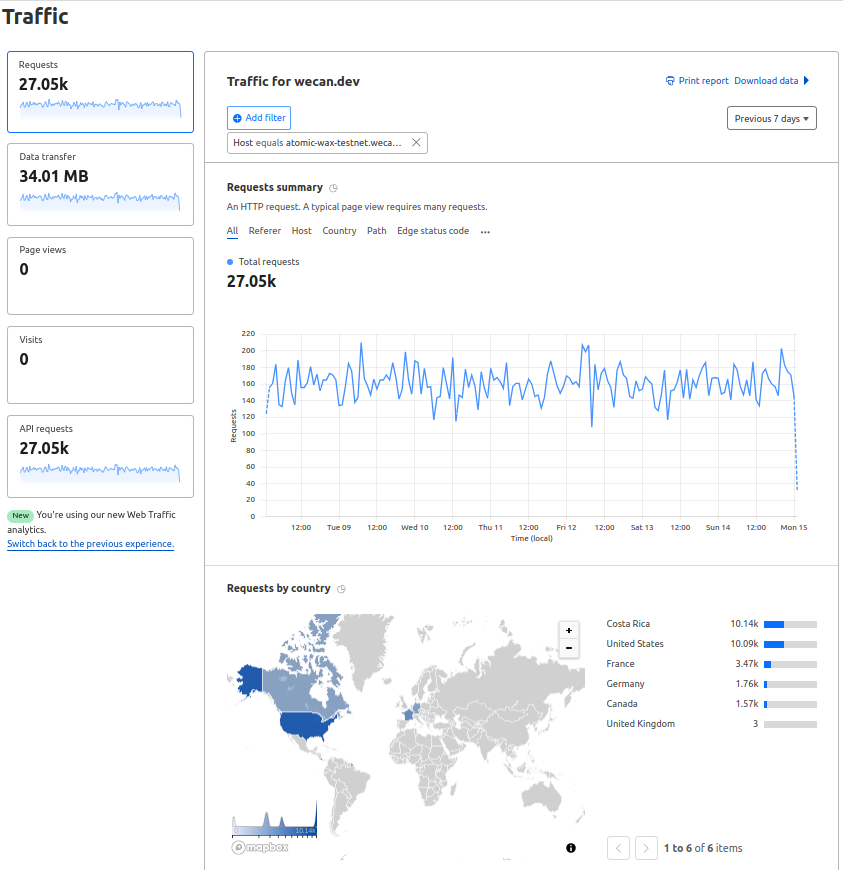 Traffic
Requests
27.05k
Data transfer
34.01 MB
Page views
0
Visits
0
API requests
27.05k
New You're using our new Web Traffic
analytics.
Switch back to the previous experience.
Traffic for wecan.dev
Print report Download data
Add filter
Previous 7 days
Host equals atomic-wax-testnet.weca...
Requests summary
An HTTP request. A typical page view requires many requests.
All Referer Host Country Path Edge status code ...
Total requests
27.05k
220
200
180
160
140
120
100
80
60
40
20
0
Requests
12:00 Tue 09 12:00 Wed 10 12:00 Thu 11 12:00 Fri 12 12:00 Sat 13 12:00 Sun 14 12:00 Mon 15
Time (local)
Requests by country
+
−
Costa Rica 10.14k
United States 10.09k
France 3.47k
Germany 1.76k
Canada 1.57k
United Kingdom 3
0 10.14k
mapbox
1 to 6 of 6 items